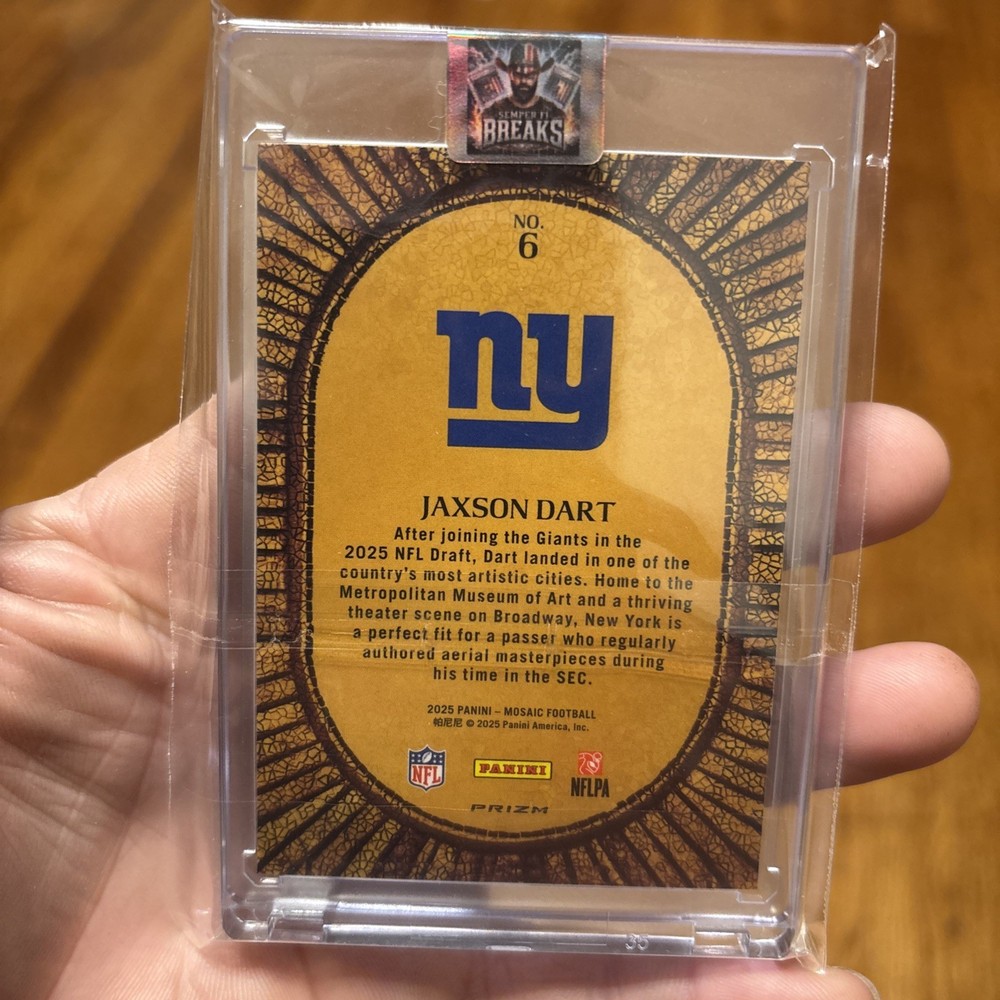 SEMPER FI
BREAKS
NO.
6
ny
JAXSON DART
After joining the Giants in the
2025 NFL Draft, Dart landed in one of the
country's most artistic cities. Home to the
Metropolitan Museum of Art and a thriving
theater scene on Broadway, New York is
a perfect fit for a passer who regularly
authored aerial masterpieces during
his time in the SEC.
2025 PANINI – MOSAIC FOOTBALL
帕尼尼 © 2025 Panini America, Inc.
NFL
PANINI
NFLPA
PRIZM
35